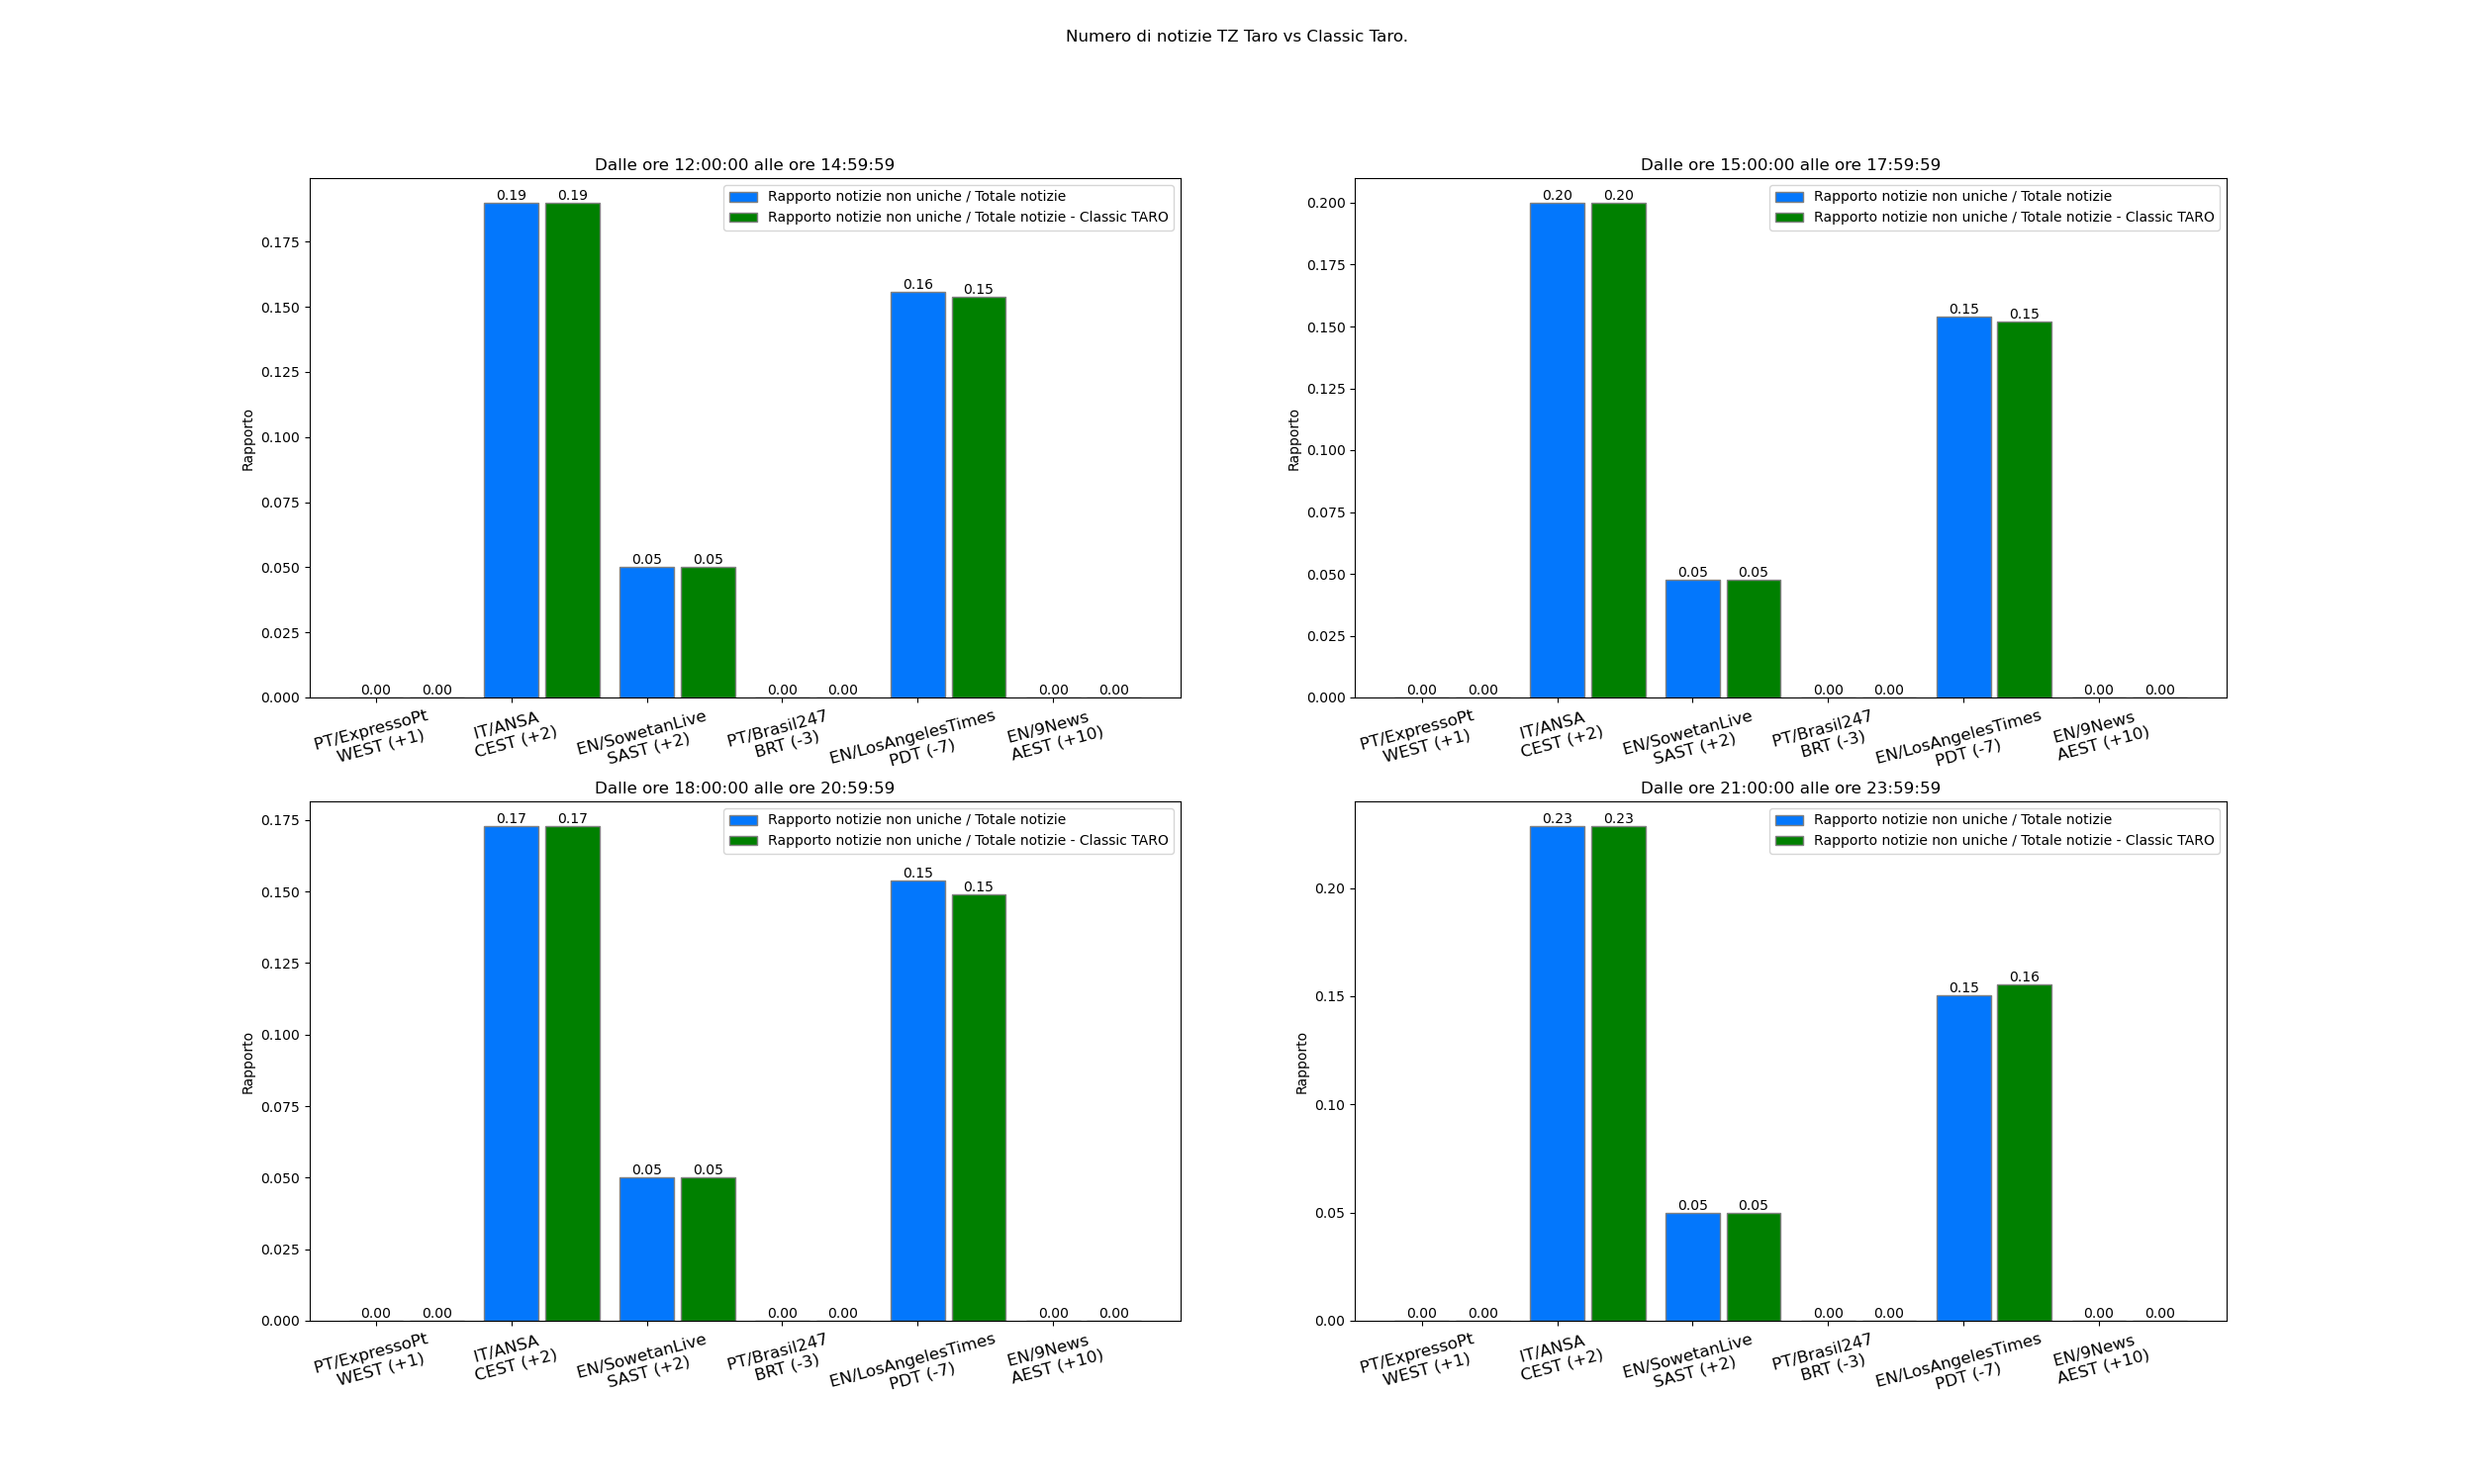 Numero di notizie TZ Taro vs Classic Taro.
Dalle ore 12:00:00 alle ore 14:59:59
Rapporto notizie non uniche / Totale notizie
Rapporto notizie non uniche / Totale notizie - Classic TARO
Rapporto
0.175
0.150
0.125
0.100
0.075
0.050
0.025
0.000
0.00 0.00 0.19 0.19 0.05 0.05 0.00 0.00 0.16 0.15 0.00 0.00
PT/ExpressoPt
WEST (+1)
IT/ANSA
CEST (+2)
EN/SowetanLive
SAST (+2)
PT/Brasil247
BRT (-3)
EN/LosAngelesTimes
PDT (-7)
EN/9News
AEST (+10)
Dalle ore 15:00:00 alle ore 17:59:59
Rapporto notizie non uniche / Totale notizie
Rapporto notizie non uniche / Totale notizie - Classic TARO
Rapporto
0.200
0.175
0.150
0.125
0.100
0.075
0.050
0.025
0.000
0.00 0.00 0.20 0.20 0.05 0.05 0.00 0.00 0.15 0.15 0.00 0.00
PT/ExpressoPt
WEST (+1)
IT/ANSA
CEST (+2)
EN/SowetanLive
SAST (+2)
PT/Brasil247
BRT (-3)
EN/LosAngelesTimes
PDT (-7)
EN/9News
AEST (+10)
Dalle ore 18:00:00 alle ore 20:59:59
Rapporto notizie non uniche / Totale notizie
Rapporto notizie non uniche / Totale notizie - Classic TARO
Rapporto
0.175
0.150
0.125
0.100
0.075
0.050
0.025
0.000
0.00 0.00 0.17 0.17 0.05 0.05 0.00 0.00 0.15 0.15 0.00 0.00
PT/ExpressoPt
WEST (+1)
IT/ANSA
CEST (+2)
EN/SowetanLive
SAST (+2)
PT/Brasil247
BRT (-3)
EN/LosAngelesTimes
PDT (-7)
EN/9News
AEST (+10)
Dalle ore 21:00:00 alle ore 23:59:59
Rapporto notizie non uniche / Totale notizie
Rapporto notizie non uniche / Totale notizie - Classic TARO
Rapporto
0.20
0.15
0.10
0.05
0.00
0.00 0.00 0.23 0.23 0.05 0.05 0.00 0.00 0.15 0.16 0.00 0.00
PT/ExpressoPt
WEST (+1)
IT/ANSA
CEST (+2)
EN/SowetanLive
SAST (+2)
PT/Brasil247
BRT (-3)
EN/LosAngelesTimes
PDT (-7)
EN/9News
AEST (+10)